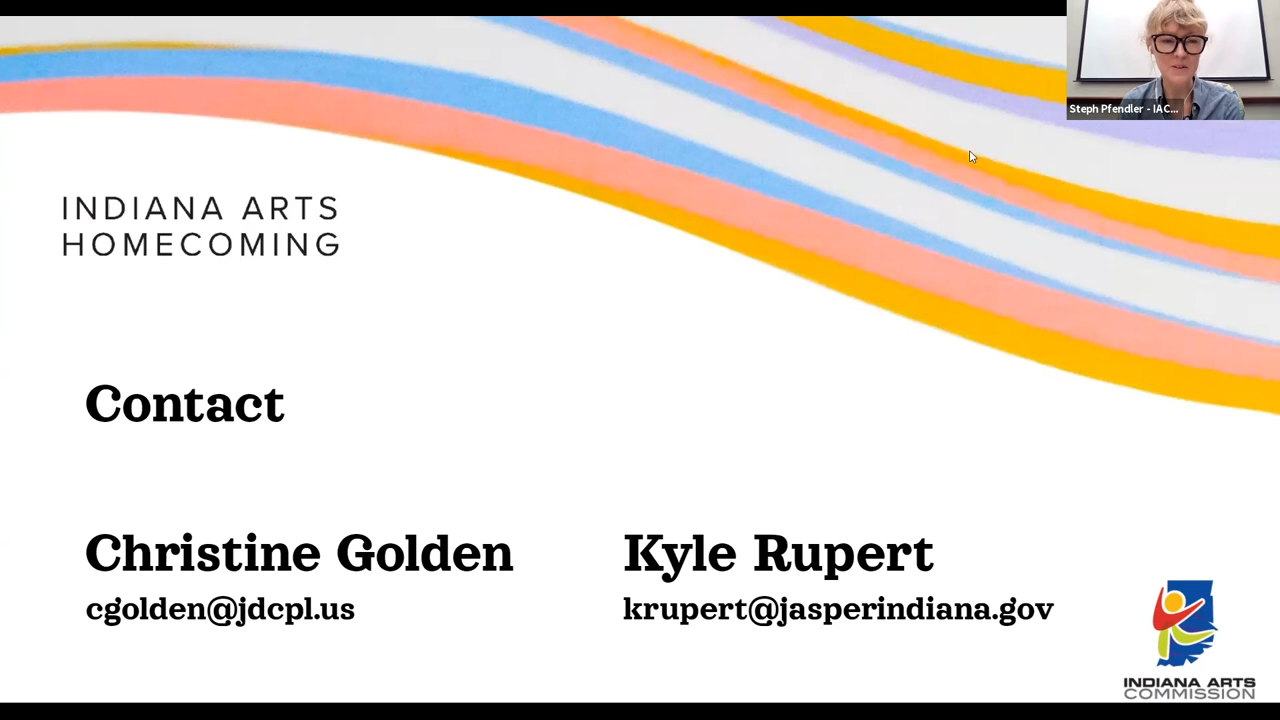 Steph Pfendler - IAC...
INDIANA ARTS
HOMECOMING
Contact
Christine Golden
cgolden@jdcpl.us
Kyle Rupert
krupert@jasperindiana.gov
INDIANA ARTS
COMMISSION